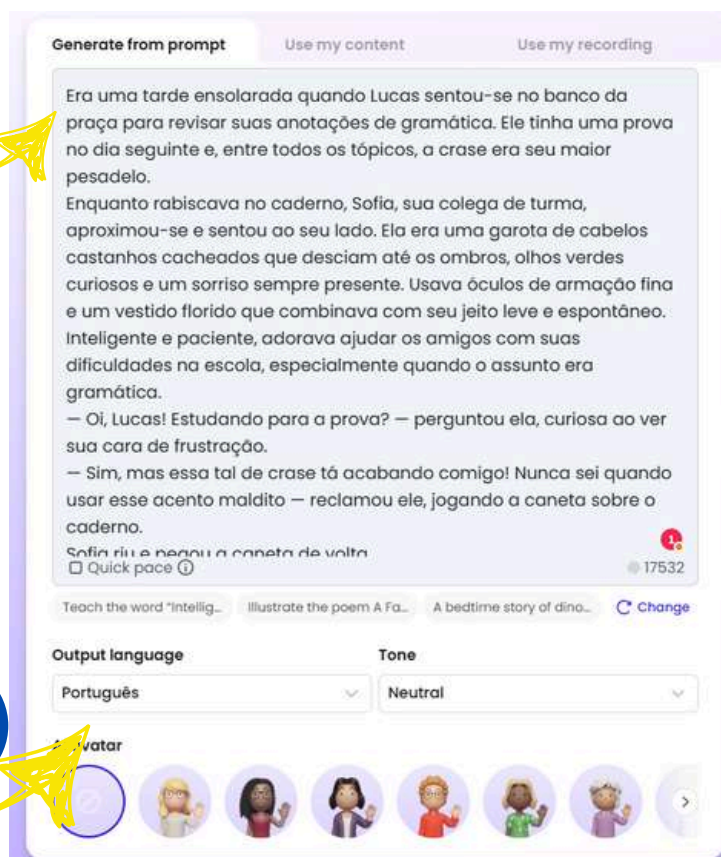 Generate from prompt
Use my content
Use my recording
Era uma tarde ensolarada quando Lucas sentou-se no banco da
praça para revisar suas anotações de gramática. Ele tinha uma prova
no dia seguinte e, entre todos os tópicos, a crase era seu maior
pesadelo.
Enquanto rabiscava no caderno, Sofia, sua colega de turma,
aproximou-se e sentou ao seu lado. Ela era uma garota de cabelos
castanhos cacheados que desciam até os ombros, olhos verdes
curiosos e um sorriso sempre presente. Usava óculos de armação fina
e um vestido florido que combinava com seu jeito leve e espontâneo.
Inteligente e paciente, adorava ajudar os amigos com suas
dificuldades na escola, especialmente quando o assunto era
gramática.
— Oi, Lucas! Estudando para a prova? — perguntou ela, curiosa ao ver
sua cara de frustração.
— Sim, mas essa tal de crase tá acabando comigo! Nunca sei quando
usar esse acento maldito — reclamou ele, jogando a caneta sobre o
caderno.
Sofia riu e pegou a caneta de volta
1
Quick pace
17532
Teach the word "Intellig...
Illustrate the poem A Fa...
A bedtime story of dino...
Change
Output language
Tone
Português
Neutral